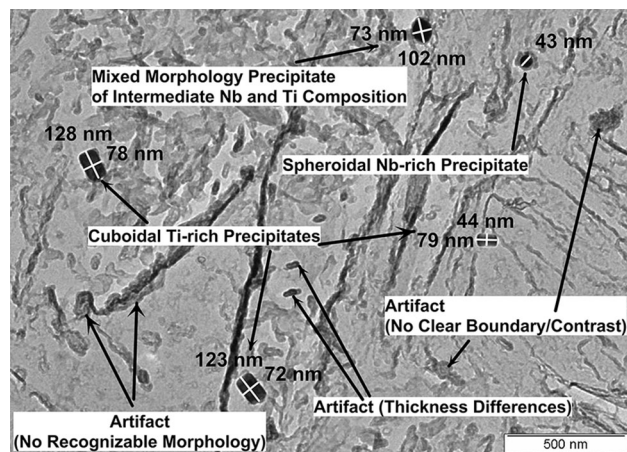 73 nm
102 nm
43 nm
Mixed Morphology Precipitate
of Intermediate Nb and Ti Composition
128 nm
78 nm
Spheroidal Nb-rich Precipitate
Cuboidal Ti-rich Precipitates
44 nm
79 nm
Artifact
(No Clear Boundary/Contrast)
123 nm
72 nm
Artifact (Thickness Differences)
Artifact
(No Recognizable Morphology)
500 nm